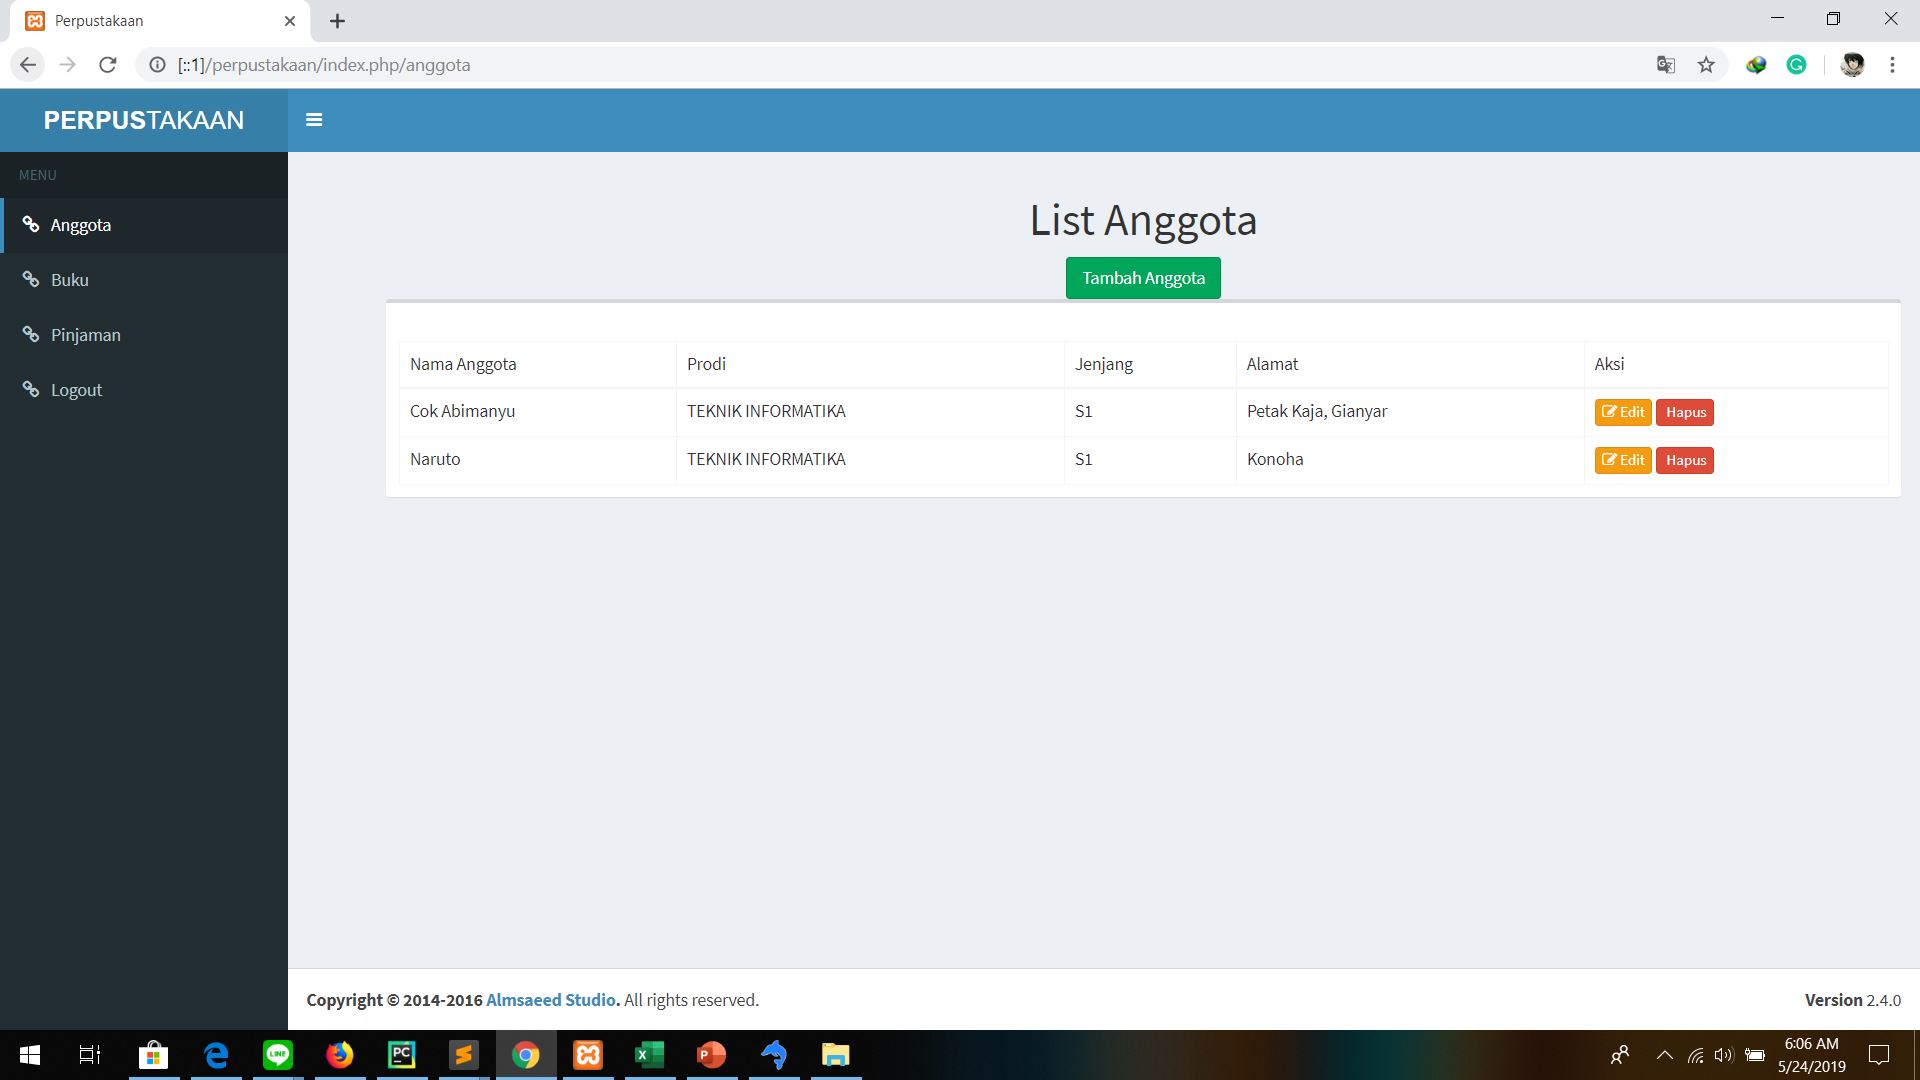 Perpustakaan
[::1]/perpustakaan/index.php/anggota
PERPUSTAKAAN
MENU
Anggota
Buku
Pinjaman
Logout
List Anggota
Tambah Anggota
Nama Anggota Prodi Jenjang Alamat Aksi
Cok Abimanyu TEKNIK INFORMATIKA S1 Petak Kaja, Gianyar Edit Hapus
Naruto TEKNIK INFORMATIKA S1 Konoha Edit Hapus
Copyright © 2014-2016 Almsaeed Studio. All rights reserved. Version 2.4.0
LINE
PC
6:06 AM
5/24/2019